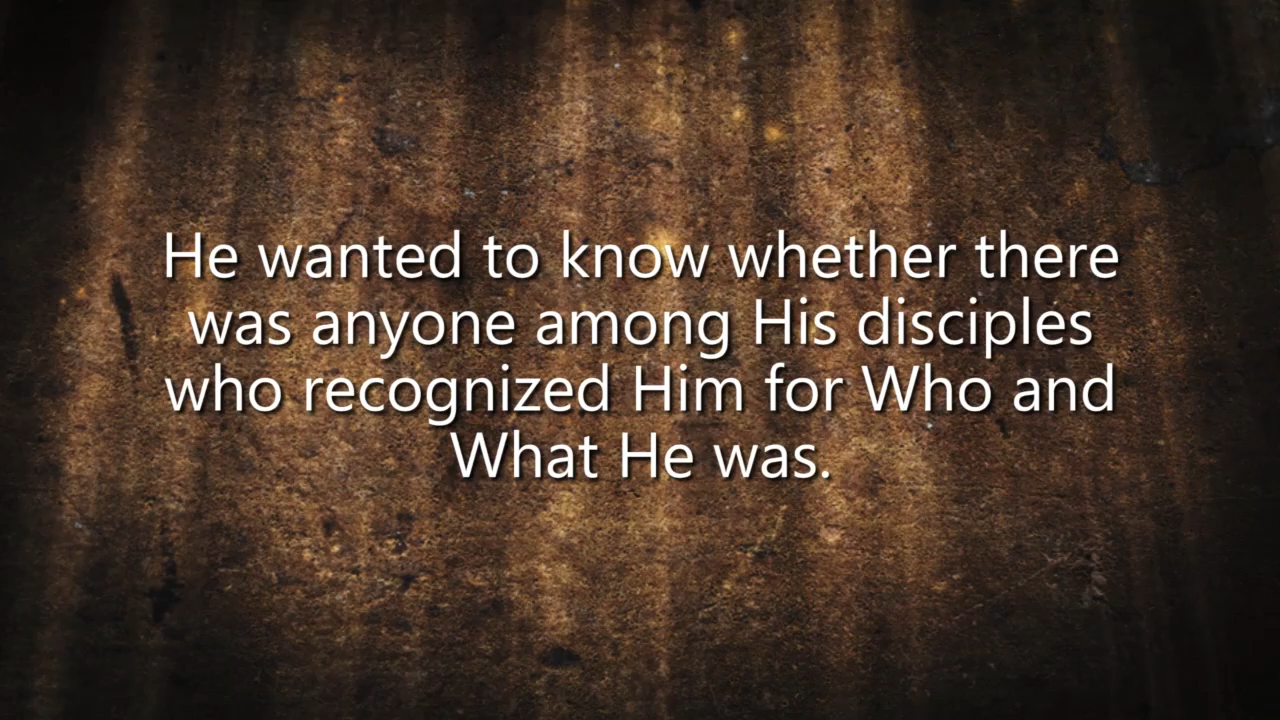 He wanted to know whether there
was anyone among His disciples
who recognized Him for Who and
What He was.